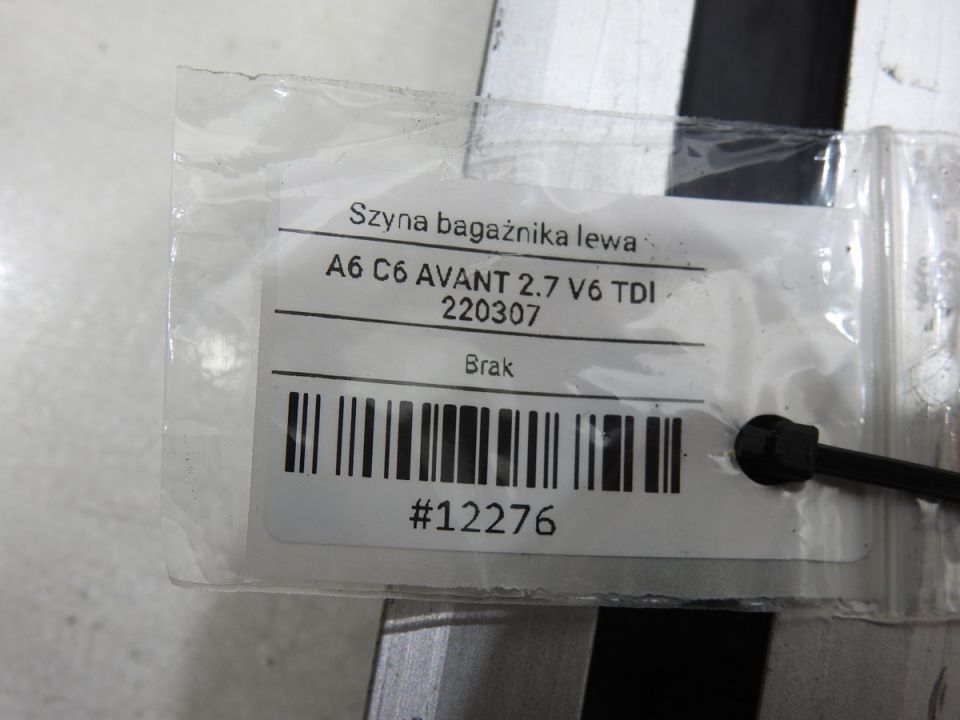 Szyna bagażnika lewa
A6 C6 AVANT 2.7 V6 TDI
220307
Brak
#12276